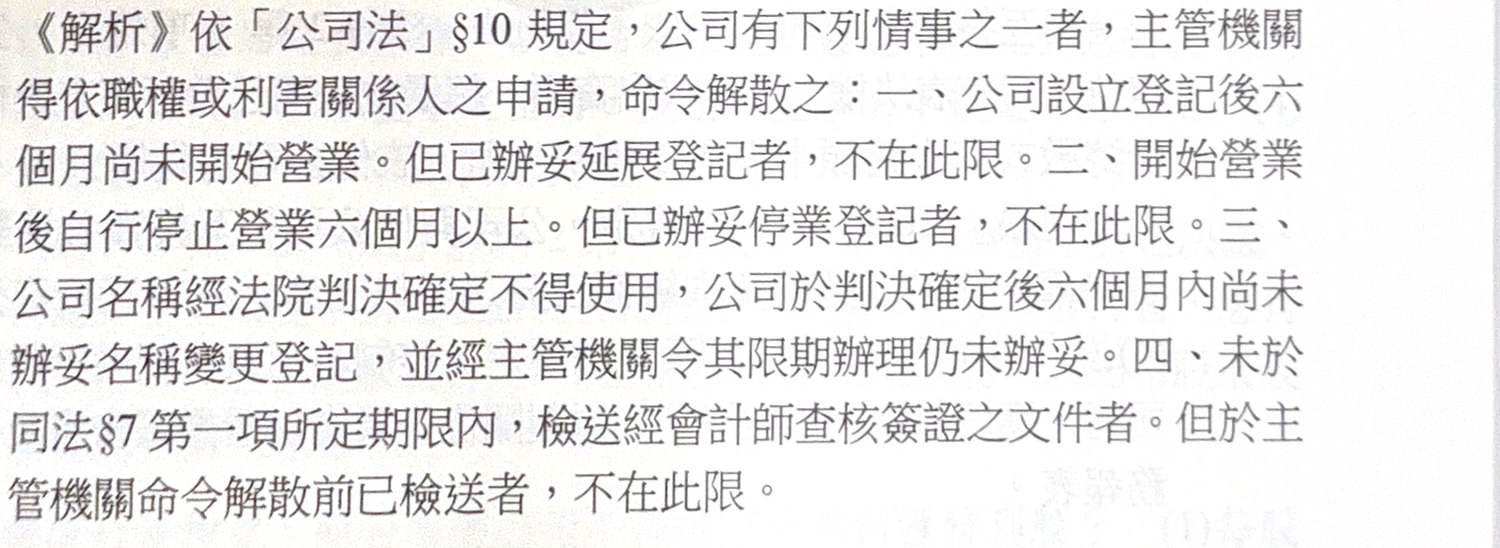 《解析》依「公司法」§10 規定，公司有下列情事之一者，主管機關
得依職權或利害關係人之申請，命令解散之：一、公司設立登記後六
個月尚未開始營業。但已辦妥延展登記者，不在此限。二、開始營業
後自行停止營業六個月以上。但已辦妥停業登記者，不在此限。三、
公司名稱經法院判決確定不得使用，公司於判決確定後六個月內尚未
辦妥名稱變更登記，並經主管機關令其限期辦理仍未辦妥。四、未於
同法§7 第一項所定期限內，檢送經會計師查核簽證之文件者。但於主
管機關命令解散前已檢送者，不在此限。